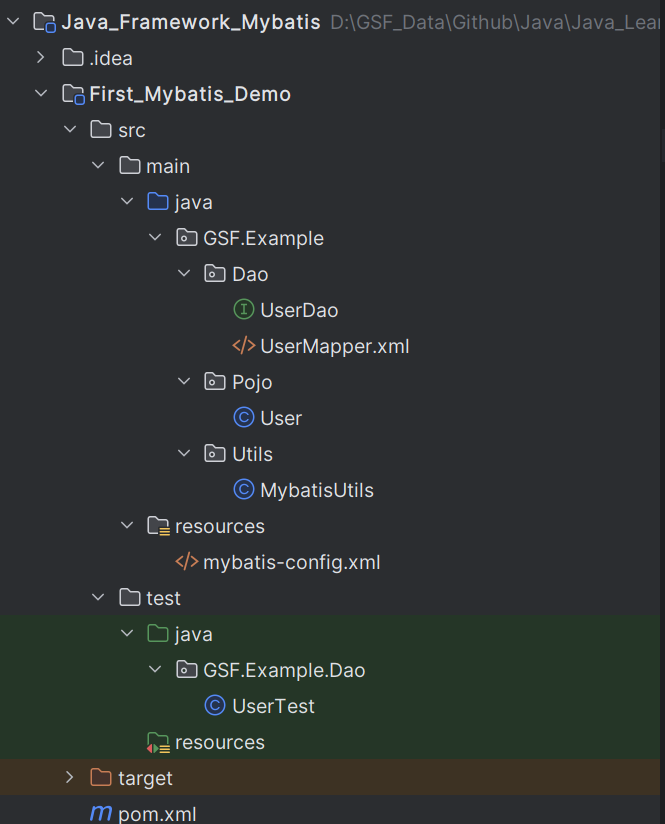 Java_Framework_Mybatis D:\GSF_Data\Github\Java\Java_Lear
.idea
First_Mybatis_Demo
src
main
java
GSF.Example
Dao
UserDao
UserMapper.xml
Pojo
User
Utils
MybatisUtils
resources
mybatis-config.xml
test
java
GSF.Example.Dao
UserTest
resources
target
pom.xml